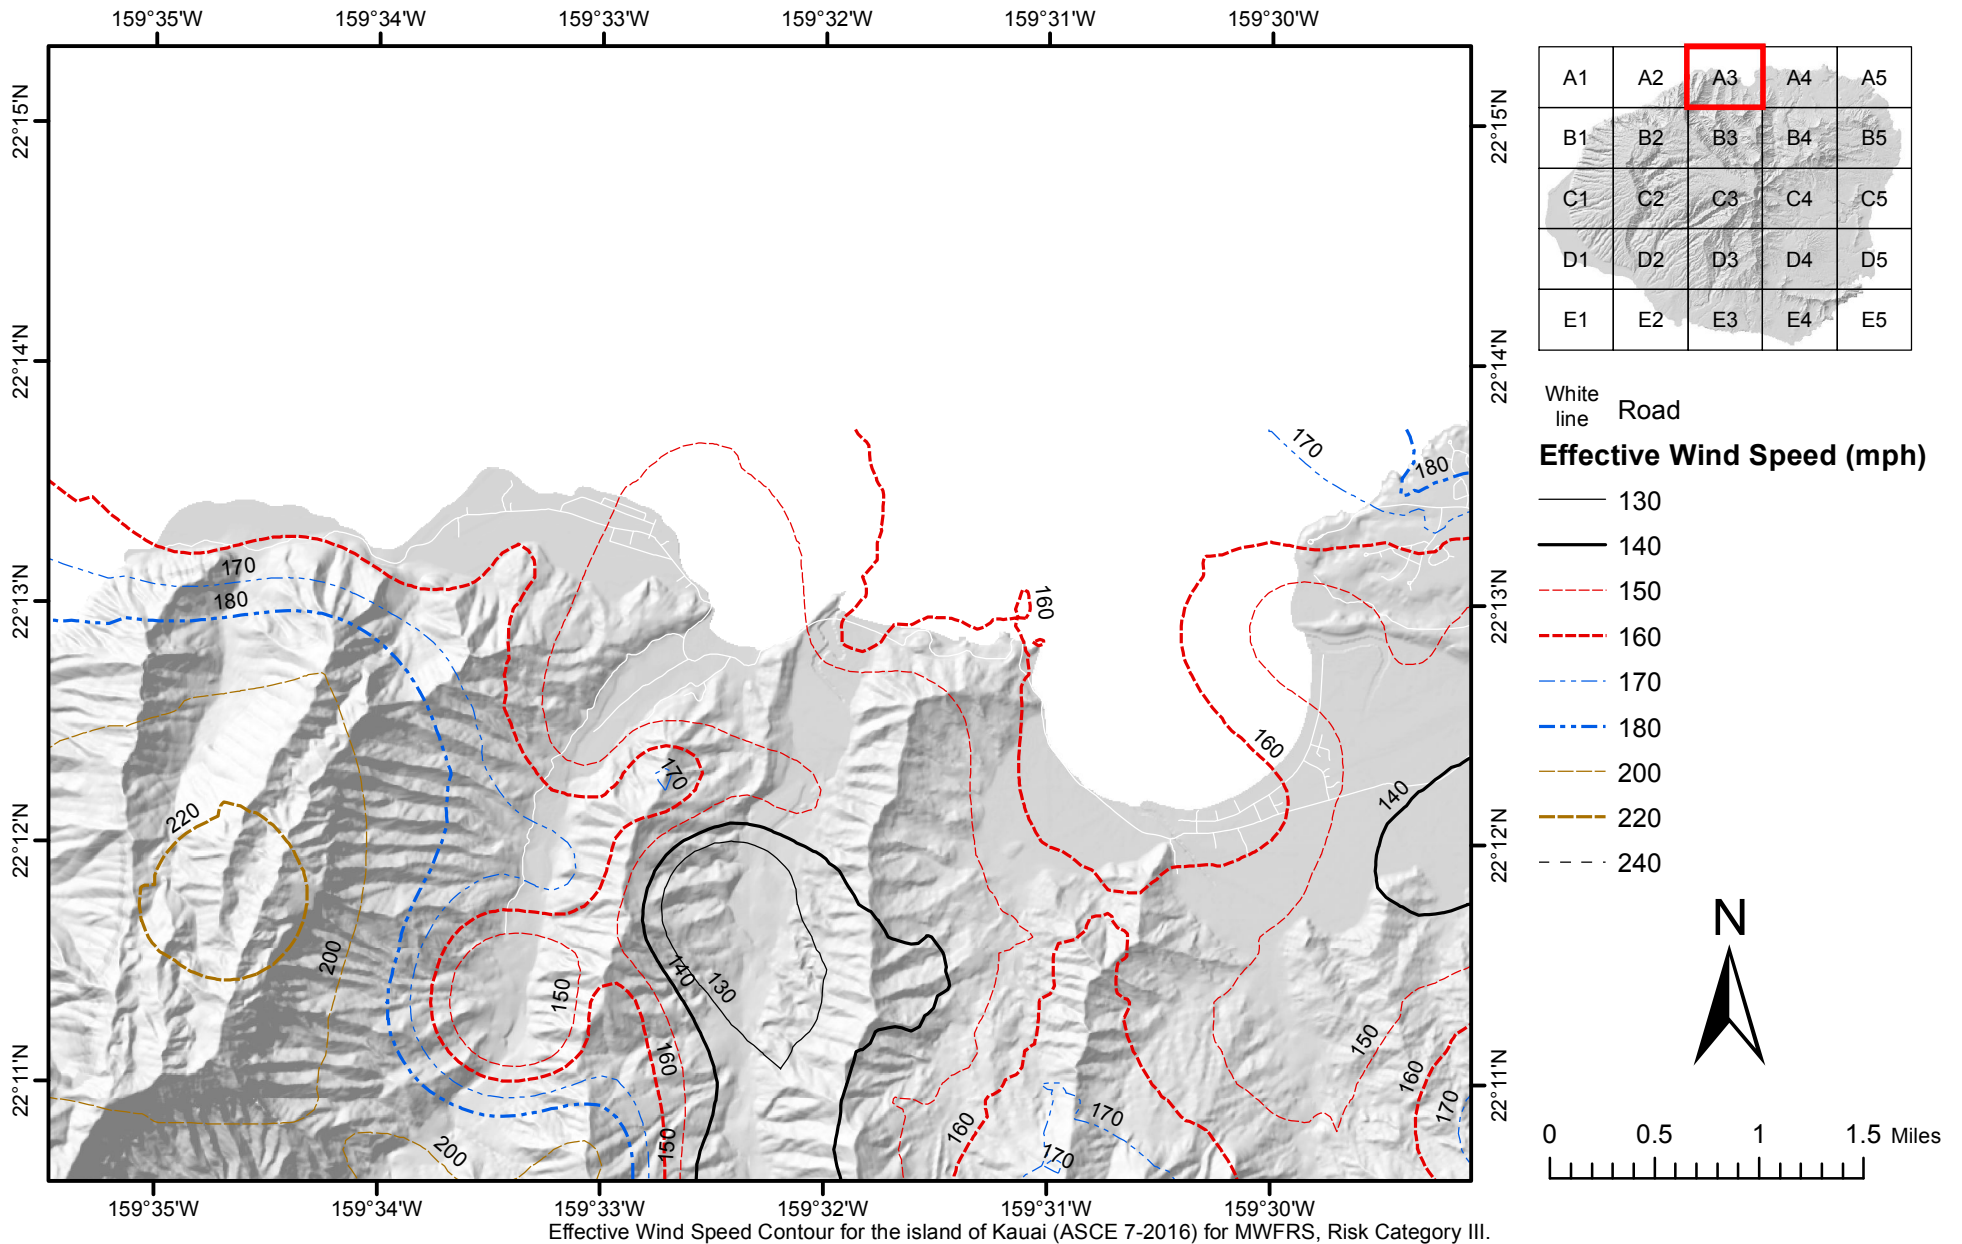 159°35'W 159°34'W 159°33'W 159°32'W 159°31'W 159°30'W
22°15'N 22°15'N
22°14'N 22°14'N
22°13'N 22°13'N
22°12'N 22°12'N
22°11'N 22°11'N
170
180
170
180
160
160
170
140
220
200
140
130
150
160
150
200
160
170
170
150
160
170
159°35'W 159°34'W 159°33'W 159°32'W 159°31'W 159°30'W
Effective Wind Speed Contour for the island of Kauai (ASCE 7-2016) for MWFRS, Risk Category III.
A1 A2 A3 A4 A5
B1 B2 B3 B4 B5
C1 C2 C3 C4 C5
D1 D2 D3 D4 D5
E1 E2 E3 E4 E5
White
line
Road
Effective Wind Speed (mph)
130
140
150
160
170
180
200
220
240
N
0 0.5 1 1.5 Miles